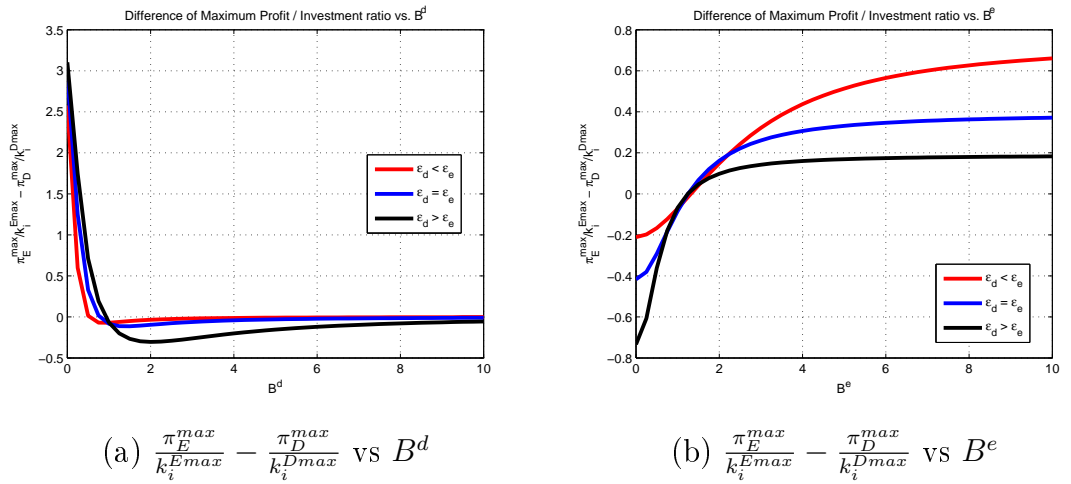 Difference of Maximum Profit / Investment ratio vs. B^d
π_E^max/k_i^Emax − π_D^max/k_i^Dmax
3.5
3
2.5
2
1.5
1
0.5
0
−0.5
0 2 4 6 8 10
B^d
ε_d < ε_e
ε_d = ε_e
ε_d > ε_e
(a) π_E^max/k_i^Emax − π_D^max/k_i^Dmax vs B^d
Difference of Maximum Profit / Investment ratio vs. B^e
π_E^max/k_i^Emax − π_D^max/k_i^Dmax
0.8
0.6
0.4
0.2
0
−0.2
−0.4
−0.6
−0.8
0 2 4 6 8 10
B^e
ε_d < ε_e
ε_d = ε_e
ε_d > ε_e
(b) π_E^max/k_i^Emax − π_D^max/k_i^Dmax vs B^e